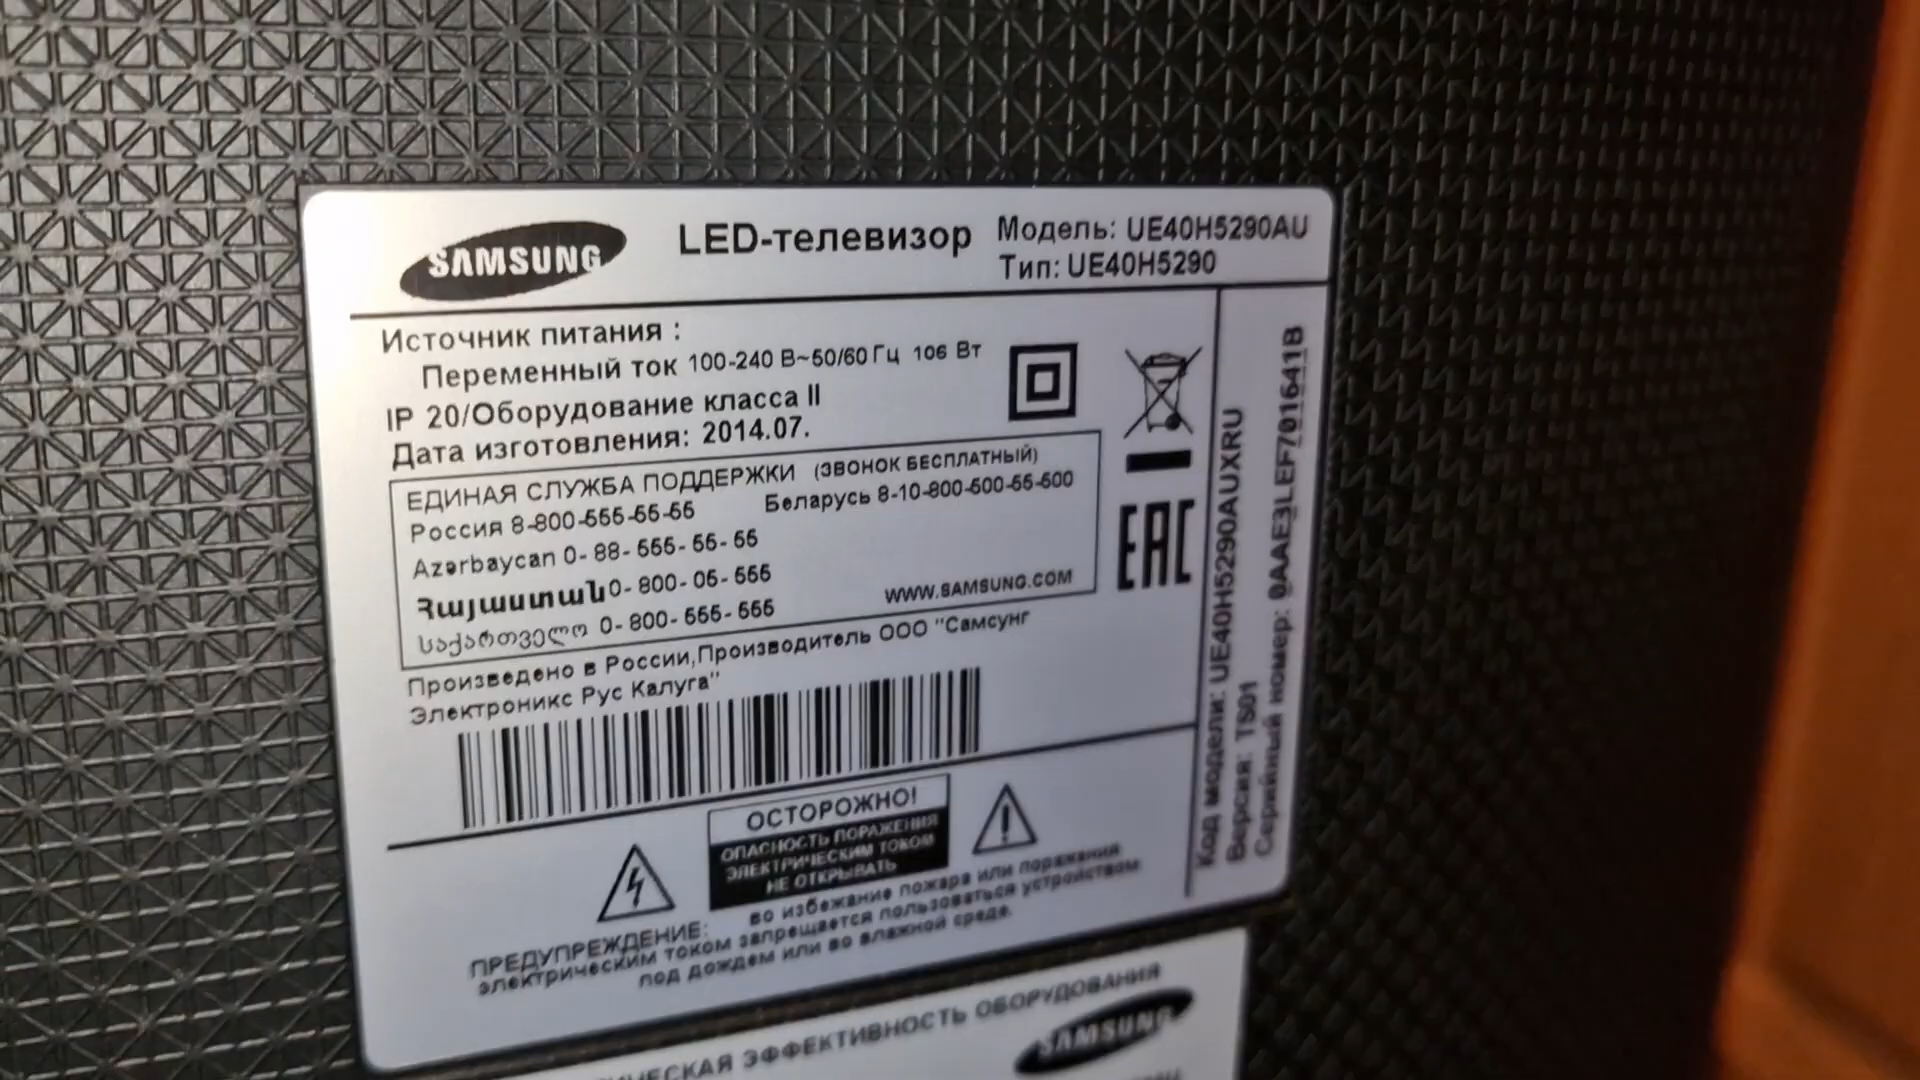 SAMSUNG
LED-телевизор
Модель: UE40H5290AU
Тип: UE40H5290
Источник питания :
Переменный ток 100-240 В~50/60 Гц 106 Вт
IP 20/Оборудование класса II
Дата изготовления: 2014.07.
ЕДИНАЯ СЛУЖБА ПОДДЕРЖКИ (ЗВОНОК БЕСПЛАТНЫЙ)
Россия 8-800-555-55-55 Беларусь 8-10-800-500-55-500
Azərbaycan 0- 88- 555- 55- 55
Հայաստան 0- 800- 05- 555
საქართველო 0- 800- 555- 555
WWW.SAMSUNG.COM
Произведено в России,Производитель ООО "Самсунг
Электроникс Рус Калуга"
EAC
Код модели: UE40H5290AUXRU
Версия: TS01
Серийный номер: 0AAE3LEF701641B
ОСТОРОЖНО!
ОПАСНОСТЬ ПОРАЖЕНИЯ
ЭЛЕКТРИЧЕСКИМ ТОКОМ
НЕ ОТКРЫВАТЬ
ПРЕДУПРЕЖДЕНИЕ: во избежание пожара или поражения
электрическим током запрещается пользоваться устройством
под дождем или во влажной среде.
ЭФФЕКТИВНОСТЬ ОБОРУДОВАНИЯ
SAMSUNG